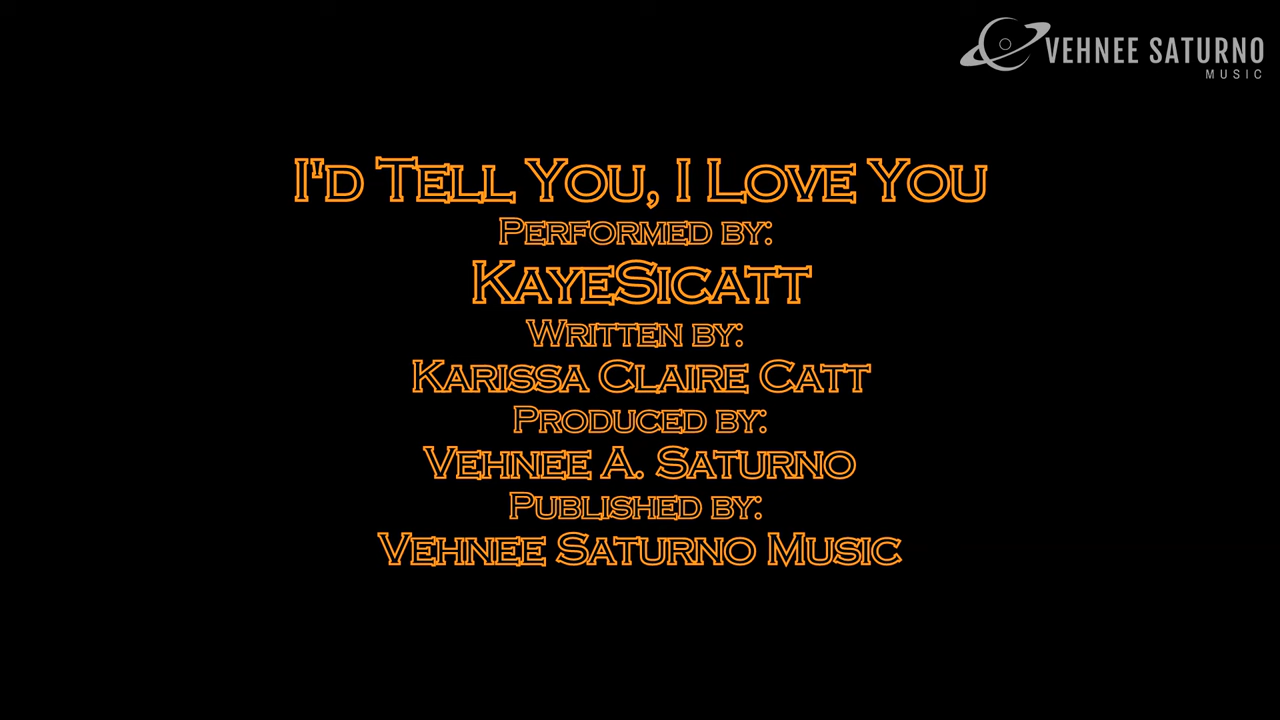 VEHNEE SATURNO
MUSIC
I'd Tell You, I Love You
Performed by:
KayeSicatt
Written by:
Karissa Claire Catt
Produced by:
Vehnee A. Saturno
Published by:
Vehnee Saturno Music